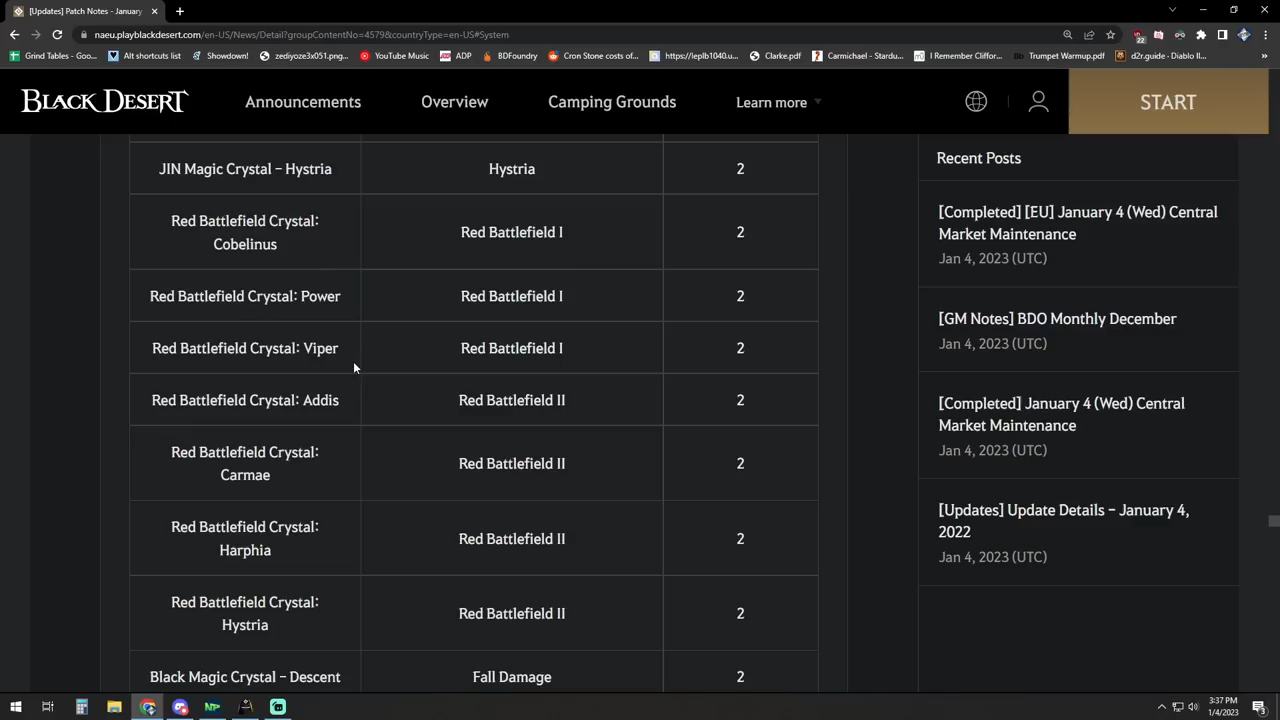 [Updates] Patch Notes - January
naeu.playblackdesert.com/en-US/News/Detail?groupContentNo=4579&countryType=en-US#System
22
Grind Tables - Goo...
Alt shortcuts list
Showdown!
zediyoze3x051.png...
YouTube Music
ADP
BDFoundry
Cron Stone costs of...
https://leplb1040.u...
Clarke.pdf
Carmichael - Stardu...
I Remember Cliffor...
Trumpet Warmup.pdf
d2r.guide - Diablo II...
BLACK DESERT
Announcements
Overview
Camping Grounds
Learn more
START
JIN Magic Crystal – Hystria
Hystria
2
Red Battlefield Crystal:
Cobelinus
Red Battlefield I
2
Red Battlefield Crystal: Power
Red Battlefield I
2
Red Battlefield Crystal: Viper
Red Battlefield I
2
Red Battlefield Crystal: Addis
Red Battlefield II
2
Red Battlefield Crystal:
Carmae
Red Battlefield II
2
Red Battlefield Crystal:
Harphia
Red Battlefield II
2
Red Battlefield Crystal:
Hystria
Red Battlefield II
2
Black Magic Crystal – Descent
Fall Damage
2
Recent Posts
[Completed] [EU] January 4 (Wed) Central
Market Maintenance
Jan 4, 2023 (UTC)
[GM Notes] BDO Monthly December
Jan 4, 2023 (UTC)
[Completed] January 4 (Wed) Central
Market Maintenance
Jan 4, 2023 (UTC)
[Updates] Update Details – January 4,
2022
Jan 4, 2023 (UTC)
3:37 PM
1/4/2023
3